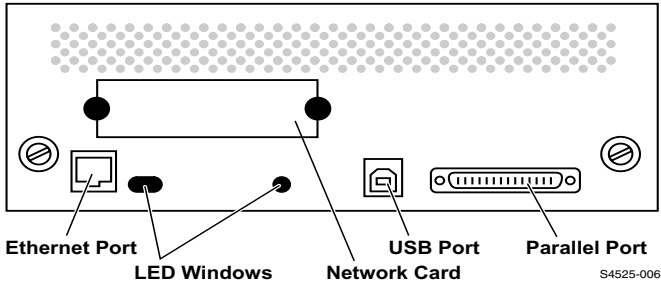 Ethernet Port
USB Port
Parallel Port
LED Windows
Network Card
S4525-006